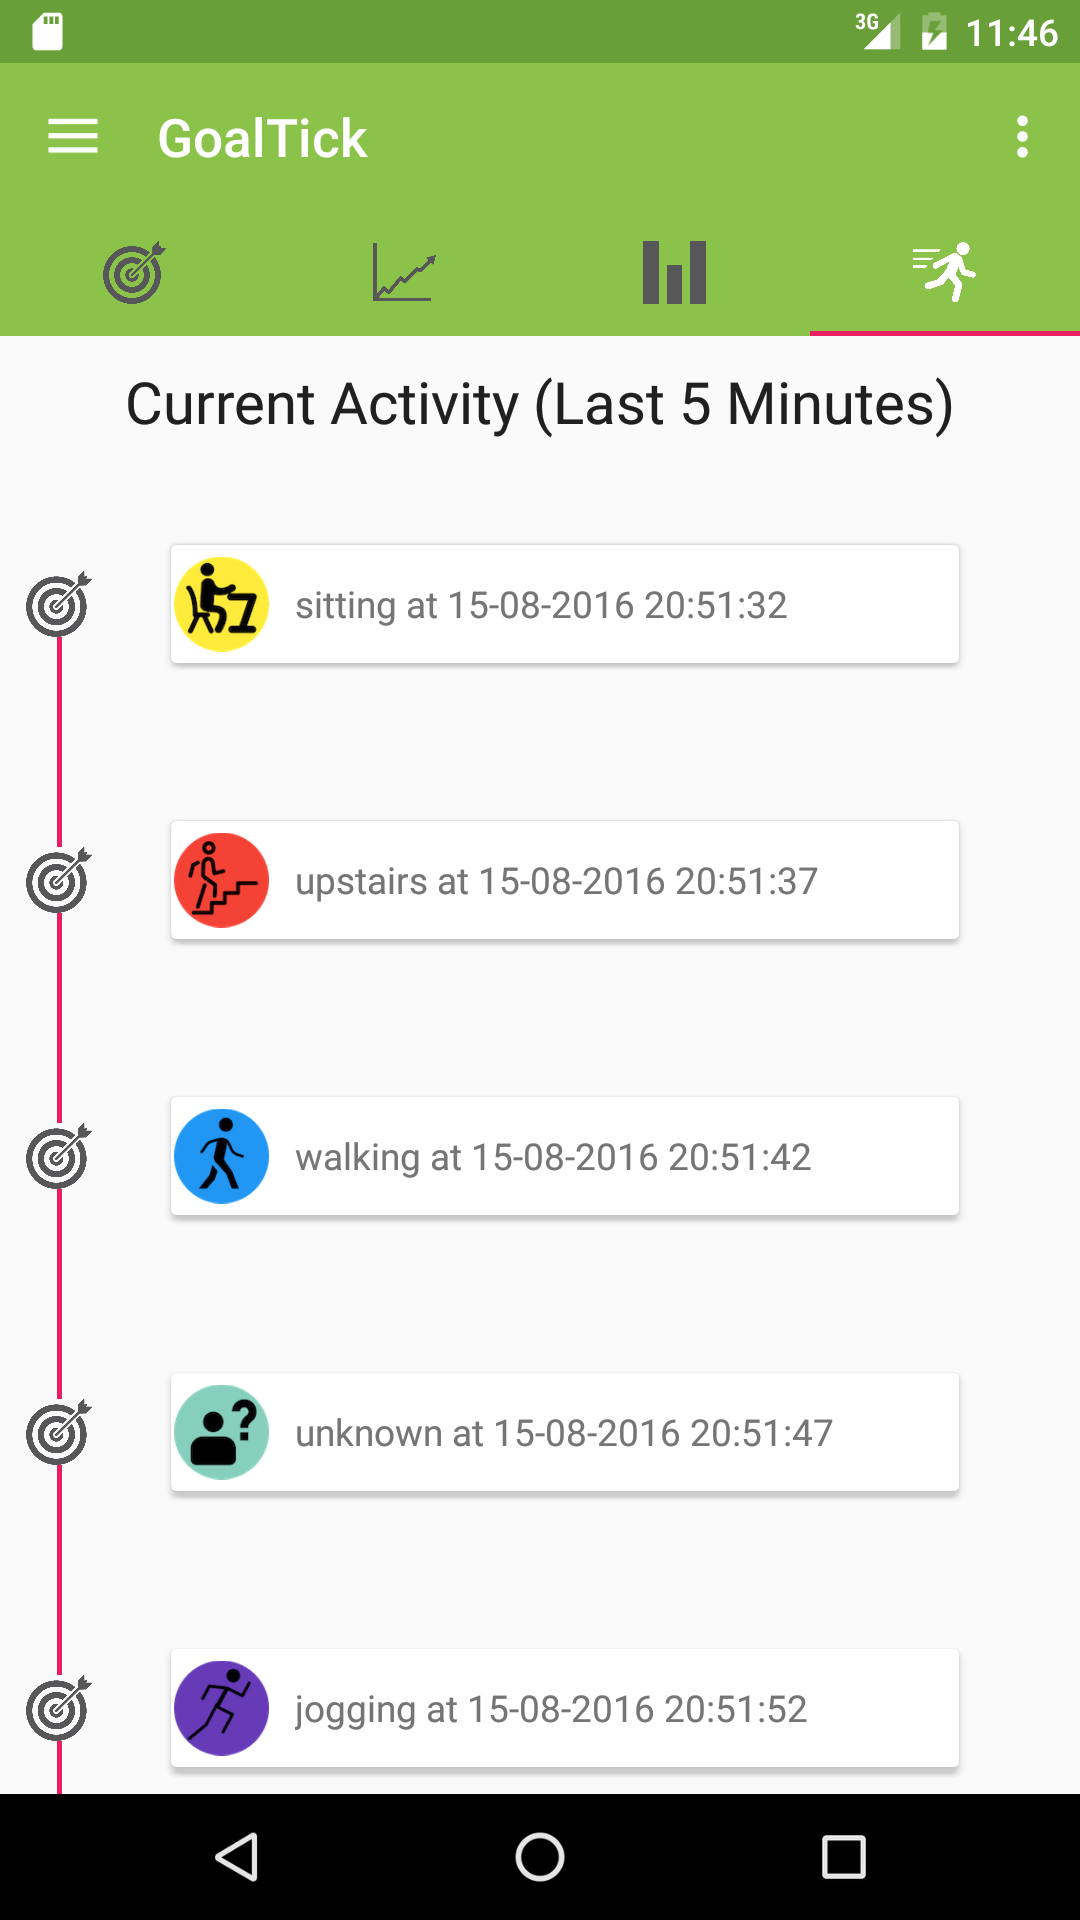 3G 11:46
GoalTick
Current Activity (Last 5 Minutes)
sitting at 15-08-2016 20:51:32
upstairs at 15-08-2016 20:51:37
walking at 15-08-2016 20:51:42
unknown at 15-08-2016 20:51:47
jogging at 15-08-2016 20:51:52